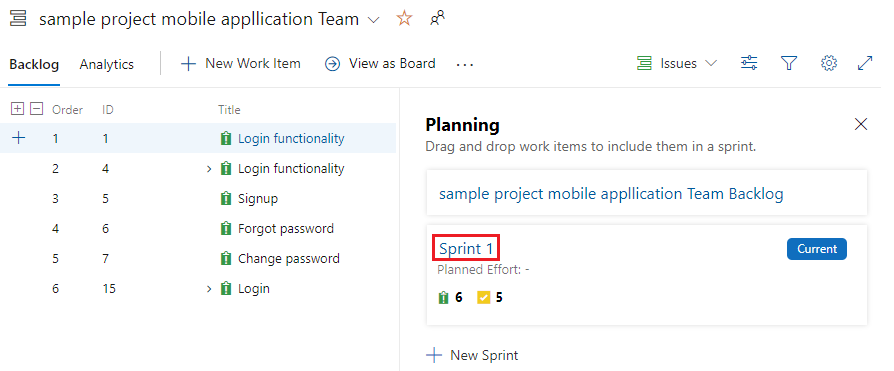 sample project mobile appllication Team
Backlog Analytics New Work Item View as Board ... Issues
Order ID Title
1 1 Login functionality
2 4 Login functionality
3 5 Signup
4 6 Forgot password
5 7 Change password
6 15 Login
Planning
Drag and drop work items to include them in a sprint.
sample project mobile appllication Team Backlog
Sprint 1 Current
Planned Effort: -
6 5
New Sprint